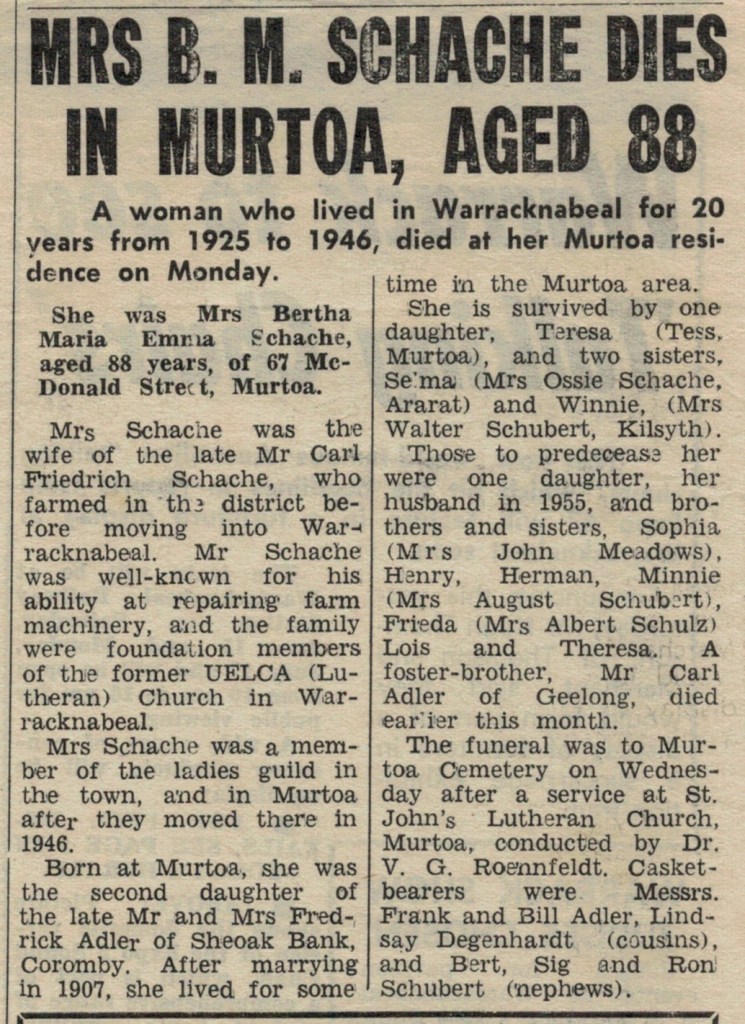 MRS B. M. SCHACHE DIES
IN MURTOA, AGED 88
A woman who lived in Warracknabeal for 20
years from 1925 to 1946, died at her Murtoa resi-
dence on Monday.
She was Mrs Bertha
Maria Emma Schache,
aged 88 years, of 67 Mc-
Donald Street, Murtoa.
Mrs Schache was the
wife of the late Mr Carl
Friedrich Schache, who
farmed in the district be-
fore moving into War-
racknabeal. Mr Schache
was well-known for his
ability at repairing farm
machinery, and the family
were foundation members
of the former UELCA (Lu-
theran) Church in War-
racknabeal.
Mrs Schache was a mem-
ber of the ladies guild in
the town, and in Murtoa
after they moved there in
1946.
Born at Murtoa, she was
the second daughter of
the late Mr and Mrs Fred-
rick Adler of Sheoak Bank,
Coromby. After marrying
in 1907, she lived for some
time in the Murtoa area.
She is survived by one
daughter, Teresa (Tess,
Murtoa), and two sisters,
Selma (Mrs Ossie Schache,
Ararat) and Winnie, (Mrs
Walter Schubert, Kilsyth).
Those to predecease her
were one daughter, her
husband in 1955, and bro-
thers and sisters, Sophia
(Mrs John Meadows),
Henry, Herman, Minnie
(Mrs August Schubert),
Frieda (Mrs Albert Schulz)
Lois and Theresa. A
foster-brother, Mr Carl
Adler of Geelong, died
earlier this month.
The funeral was to Mur-
toa Cemetery on Wednes-
day after a service at St.
John's Lutheran Church,
Murtoa, conducted by Dr.
V. G. Roennfeldt. Casket-
bearers were Messrs.
Frank and Bill Adler, Lind-
say Degenhardt (cousins),
and Bert, Sig and Ron
Schubert (nephews).